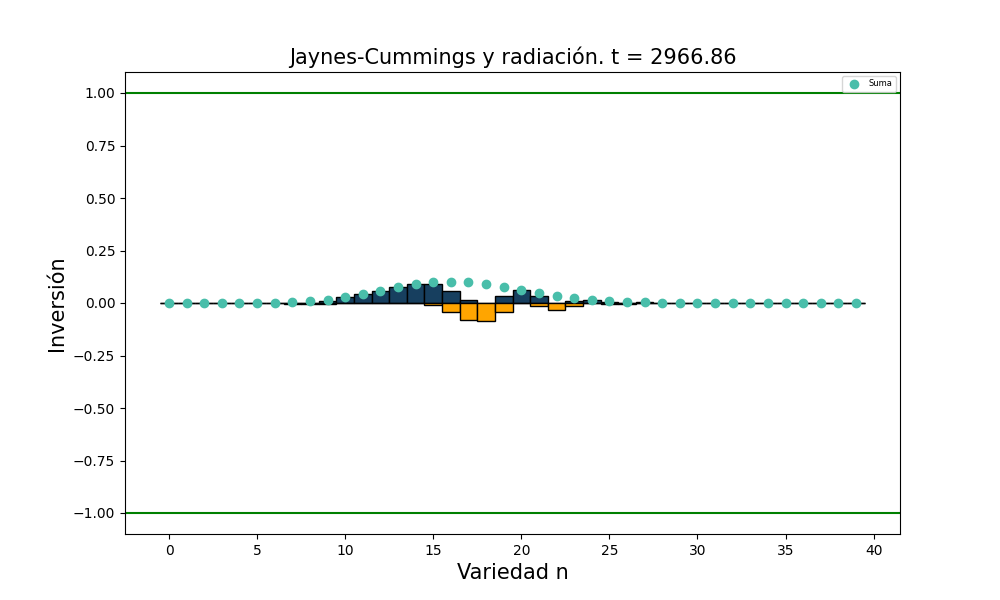 Jaynes-Cummings y radiación. t = 2966.86
Suma
1.00
0.75
0.50
0.25
0.00
−0.25
−0.50
−0.75
−1.00
Inversión
0 5 10 15 20 25 30 35 40
Variedad n